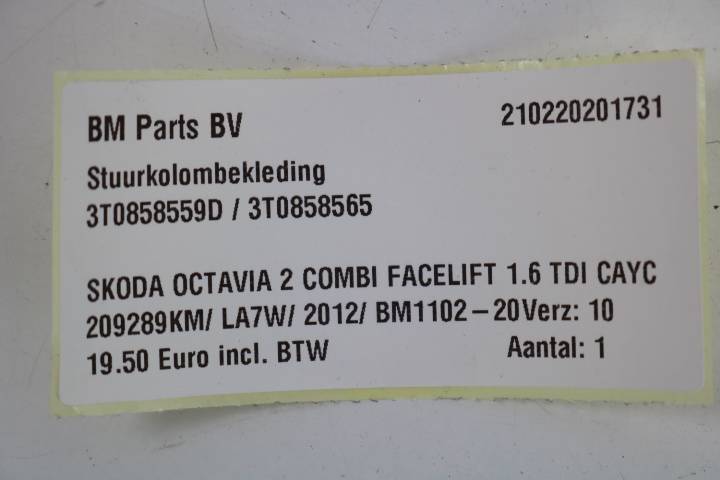 BM Parts BV 210220201731
Stuurkolombekleding
3T0858559D / 3T0858565
SKODA OCTAVIA 2 COMBI FACELIFT 1.6 TDI CAYC
209289KM/ LA7W/ 2012/ BM1102-20Verz: 10
19.50 Euro incl. BTW Aantal: 1